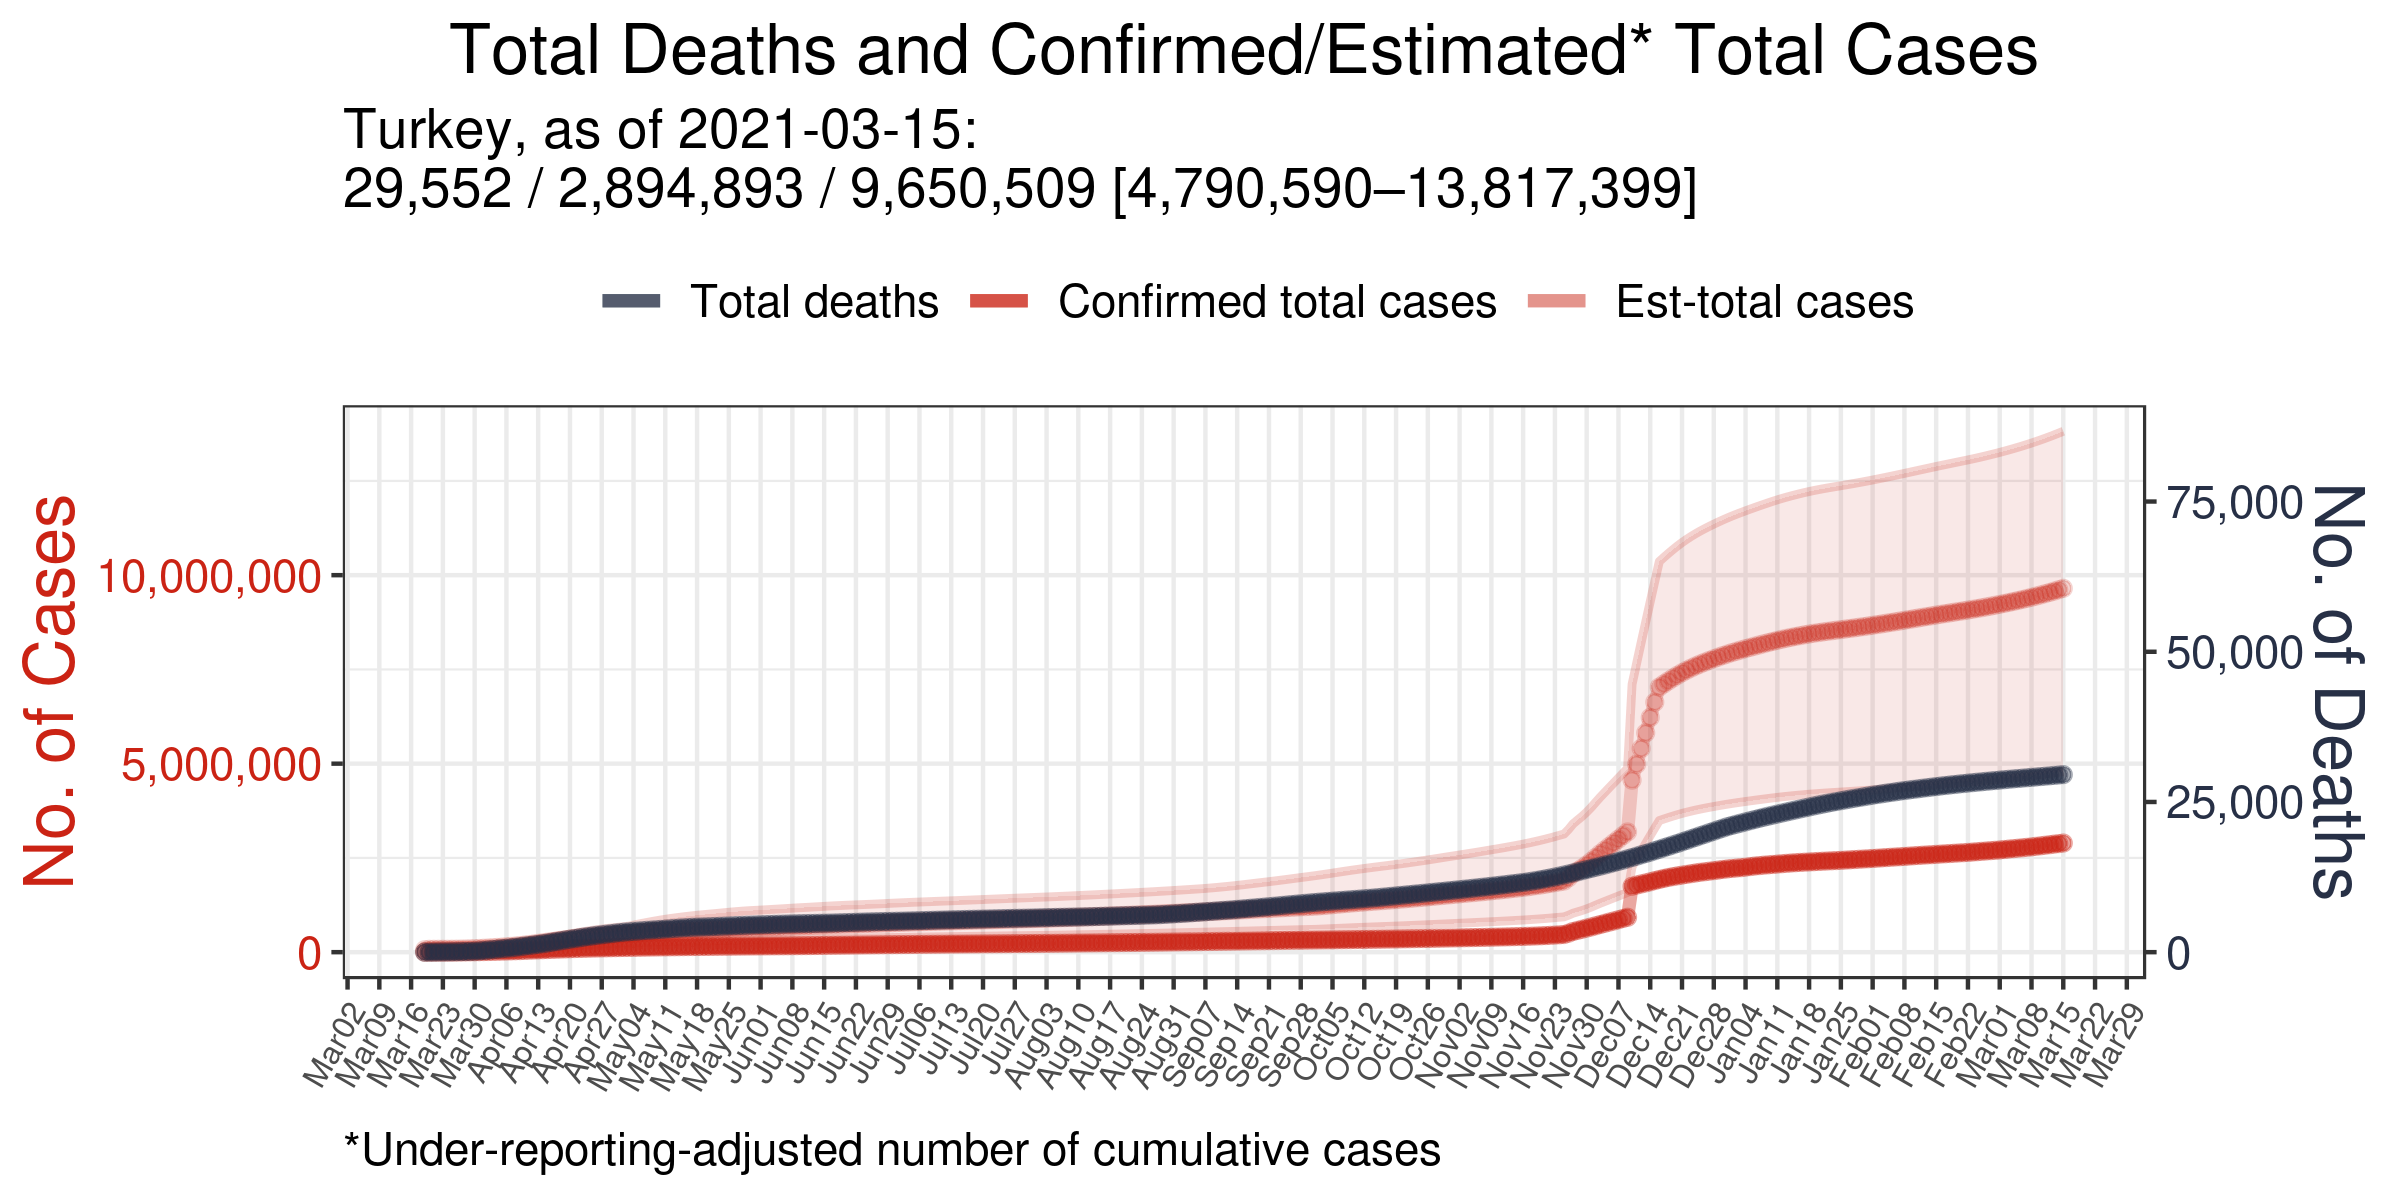 Total Deaths and Confirmed/Estimated* Total Cases
Turkey, as of 2021-03-15:
29,552 / 2,894,893 / 9,650,509 [4,790,590–13,817,399]
Total deaths
Confirmed total cases
Est-total cases
No. of Cases
10,000,000
5,000,000
0
75,000
50,000
25,000
0
No. of Deaths
Mar02
Mar09
Mar16
Mar23
Mar30
Apr06
Apr13
Apr20
Apr27
May04
May11
May18
May25
Jun01
Jun08
Jun15
Jun22
Jun29
Jul06
Jul13
Jul20
Jul27
Aug03
Aug10
Aug17
Aug24
Aug31
Sep07
Sep14
Sep21
Sep28
Oct05
Oct12
Oct19
Oct26
Nov02
Nov09
Nov16
Nov23
Nov30
Dec07
Dec14
Dec21
Dec28
Jan04
Jan11
Jan18
Jan25
Feb01
Feb08
Feb15
Feb22
Mar01
Mar08
Mar15
Mar22
Mar29
*Under-reporting-adjusted number of cumulative cases